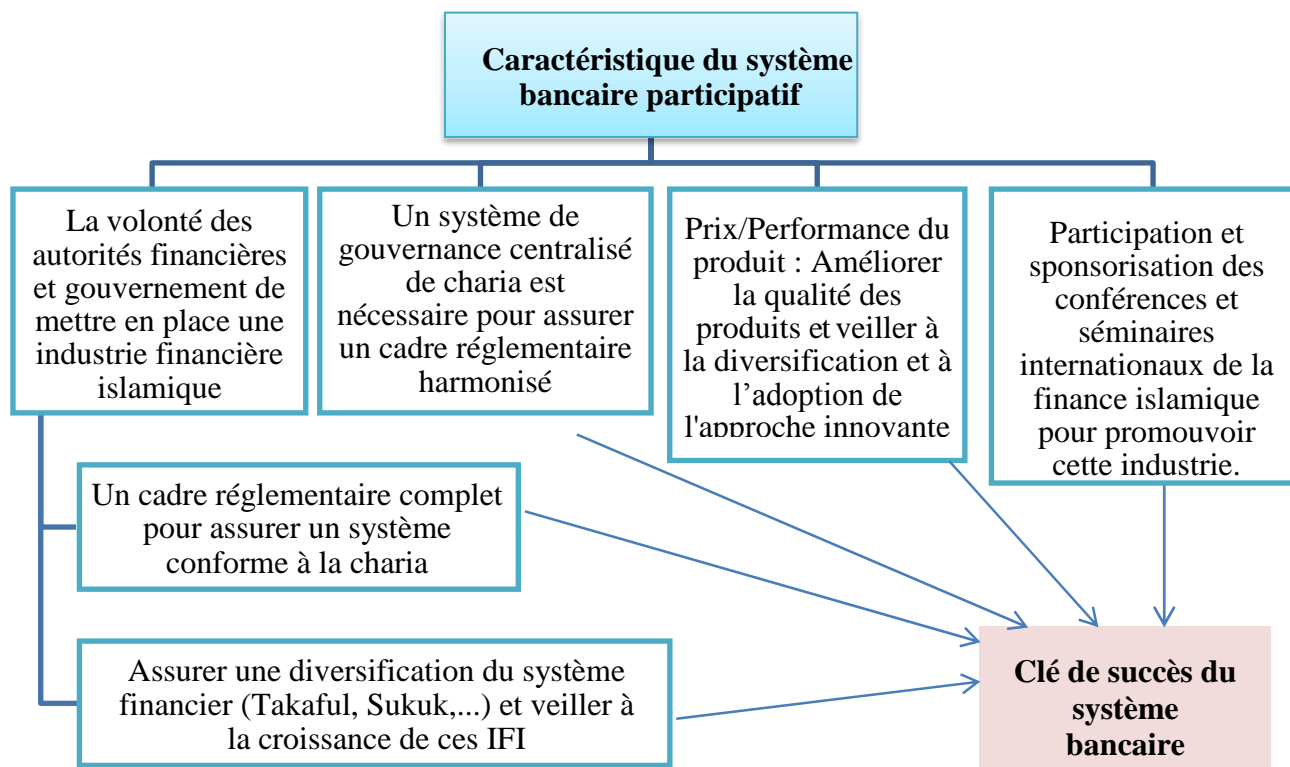 Caractéristique du système
bancaire participatif
La volonté des
autorités financières
et gouvernement de
mettre en place une
industrie financière
islamique
Un système de
gouvernance centralisé
de charia est
nécessaire pour assurer
un cadre réglementaire
harmonisé
Prix/Performance du
produit : Améliorer
la qualité des
produits et veiller à
la diversification et à
l’adoption de
l'approche innovante
Participation et
sponsorisation des
conférences et
séminaires
internationaux de la
finance islamique
pour promouvoir
cette industrie.
Un cadre réglementaire complet
pour assurer un système
conforme à la charia
Assurer une diversification du système
financier (Takaful, Sukuk,...) et veiller à
la croissance de ces IFI
Clé de succès du
système
bancaire